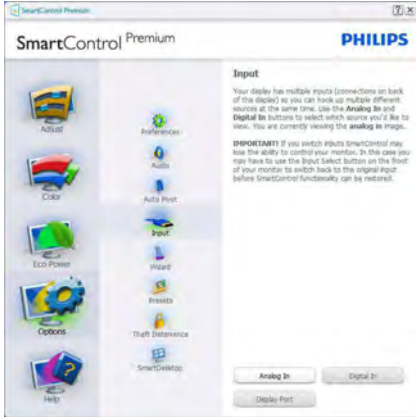 SmartControl Premium
SmartControl Premium
PHILIPS
Adjust
Color
Eco Power
Options
Help
Preferences
Audio
Auto Pivot
Input
Wizard
Presets
Theft Deterrence
SmartDesktop
Input
Your display has multiple inputs (connections on back
of the display) so you can hook up multiple different
sources at the same time. Use the Analog In and
Digital In buttons to select which source you'd like to
view. You are currently viewing the analog in image.
IMPORTANT! If you switch inputs SmartControl may
lose the ability to control your monitor. In this case you
may have to use the Input Select button on the front
of your monitor to switch back to the original input
before SmartControl functionality can be restored.
Analog In
Digital In
Display Port